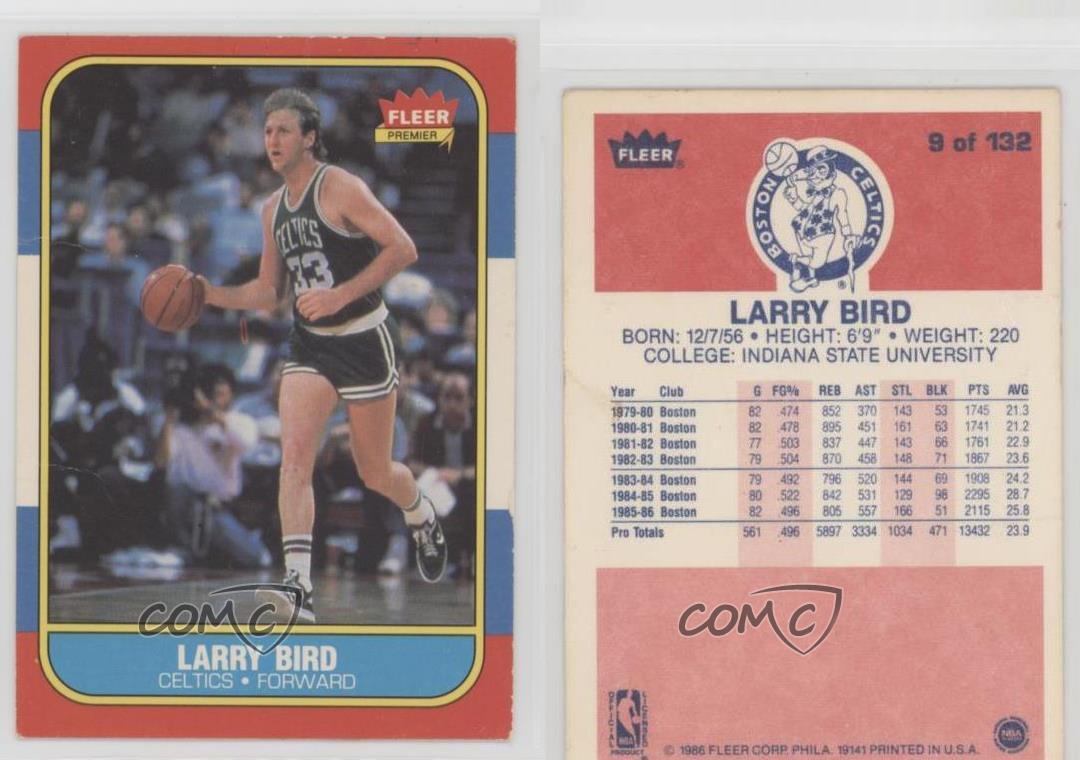 FLEER
PREMIER
CELTICS
33
LARRY BIRD
CELTICS • FORWARD
COMC
FLEER®
9 of 132
BOSTON CELTICS
®
LARRY BIRD
BORN: 12/7/56 • HEIGHT: 6'9" • WEIGHT: 220
COLLEGE: INDIANA STATE UNIVERSITY
Year Club G FG% REB AST STL BLK PTS AVG
1979-80 Boston 82 .474 852 370 143 53 1745 21.3
1980-81 Boston 82 .478 895 451 161 63 1741 21.2
1981-82 Boston 77 .503 837 447 143 66 1761 22.9
1982-83 Boston 79 .504 870 458 148 71 1867 23.6
1983-84 Boston 79 .492 796 520 144 69 1908 24.2
1984-85 Boston 80 .522 842 531 129 98 2295 28.7
1985-86 Boston 82 .496 805 557 166 51 2115 25.8
Pro Totals 561 .496 5897 3334 1034 471 13432 23.9
COMC
OFFICIAL LICENSED
NBA
PRODUCT
© 1986 FLEER CORP. PHILA. 19141 PRINTED IN U.S.A.
NBA